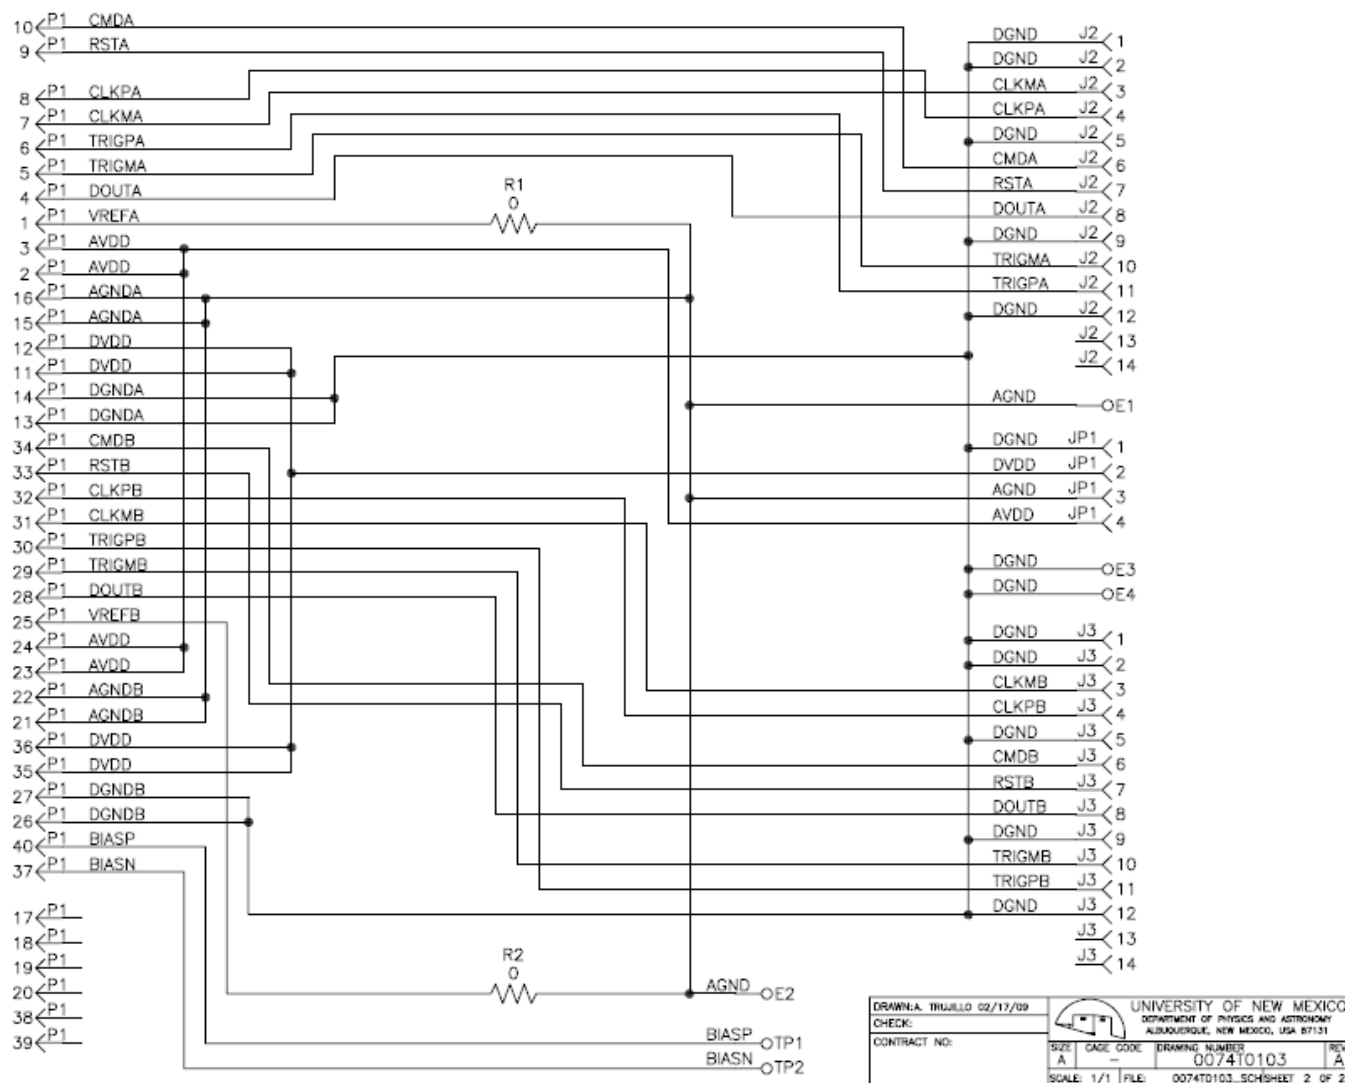 10 P1 CMDA
9 P1 RSTA
8 P1 CLKPA
7 P1 CLKMA
6 P1 TRIGPA
5 P1 TRIGMA
4 P1 DOUTA
1 P1 VREFA
3 P1 AVDD
2 P1 AVDD
16 P1 AGNDA
15 P1 AGNDA
12 P1 DVDD
11 P1 DVDD
14 P1 DGNDA
13 P1 DGNDA
34 P1 CMDB
33 P1 RSTB
32 P1 CLKPB
31 P1 CLKMB
30 P1 TRIGPB
29 P1 TRIGMB
28 P1 DOUTB
25 P1 VREFB
24 P1 AVDD
23 P1 AVDD
22 P1 AGNDB
21 P1 AGNDB
36 P1 DVDD
35 P1 DVDD
27 P1 DGNDB
26 P1 DGNDB
40 P1 BIASP
37 P1 BIASN
17 P1
18 P1
19 P1
20 P1
38 P1
39 P1
R1
0
R2
0
DGND J2 1
DGND J2 2
CLKMA J2 3
CLKPA J2 4
DGND J2 5
CMDA J2 6
RSTA J2 7
DOUTA J2 8
DGND J2 9
TRIGMA J2 10
TRIGPA J2 11
DGND J2 12
J2 13
J2 14
AGND E1
DGND JP1 1
DVDD JP1 2
AGND JP1 3
AVDD JP1 4
DGND E3
DGND E4
DGND J3 1
DGND J3 2
CLKMB J3 3
CLKPB J3 4
DGND J3 5
CMDB J3 6
RSTB J3 7
DOUTB J3 8
DGND J3 9
TRIGMB J3 10
TRIGPB J3 11
DGND J3 12
J3 13
J3 14
AGND E2
BIASP TP1
BIASN TP2
DRAWN: A. TRUJILLO 02/17/09
CHECK:
CONTRACT NO:
UNIVERSITY OF NEW MEXICO
DEPARTMENT OF PHYSICS AND ASTRONOMY
ALBUQUERQUE, NEW MEXICO, USA 87131
SIZE CAGE CODE DRAWING NUMBER REV
A - 0074T0103 A
SCALE: 1/1 FILE: 0074T0103_SCH SHEET 2 OF 2